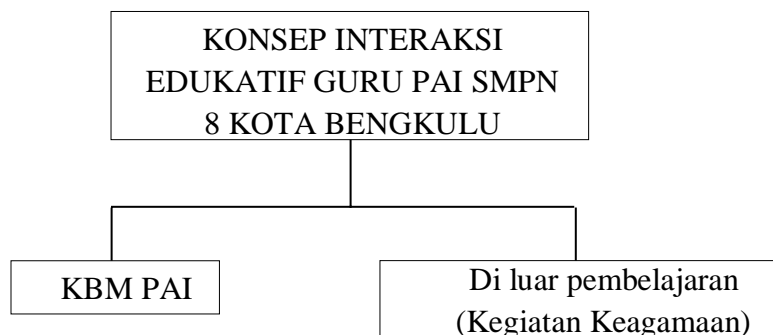 KONSEP INTERAKSI
EDUKATIF GURU PAI SMPN
8 KOTA BENGKULU
KBM PAI
Di luar pembelajaran
(Kegiatan Keagamaan)